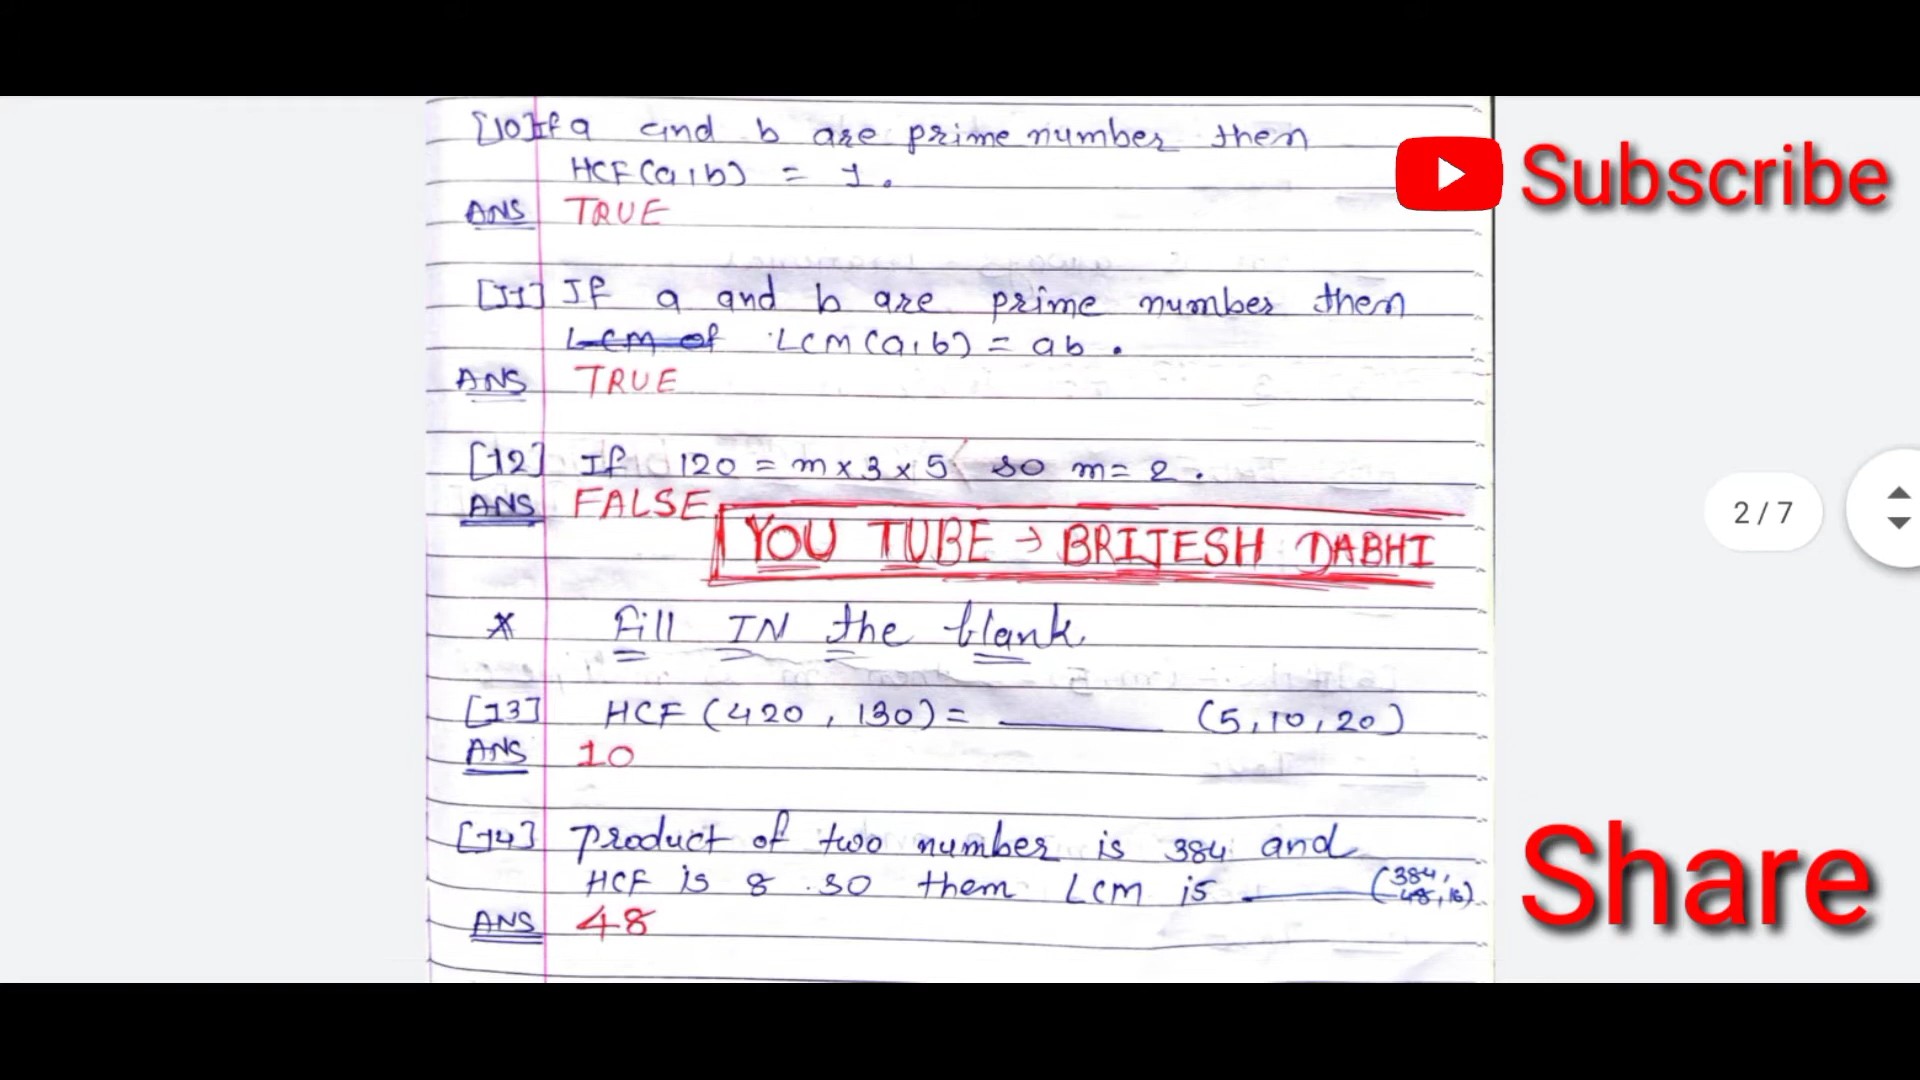 [10] If a and b are prime number then
HCF(a,b) = 1.
ANS TRUE
[11] If a and b are prime number then
LCM of LCM(a,b) = ab.
ANS TRUE
[12] If 120 = m x 3 x 5 so m = 2.
ANS FALSE
YOU TUBE → BRIJESH DABHI
* Fill IN the blank
[13] HCF (420, 130) = ______ (5, 10, 20)
ANS 10
[14] Product of two number is 384 and
HCF is 8 so them LCM is ______ (384, 48, 16)
ANS 48
Subscribe
2 / 7
Share